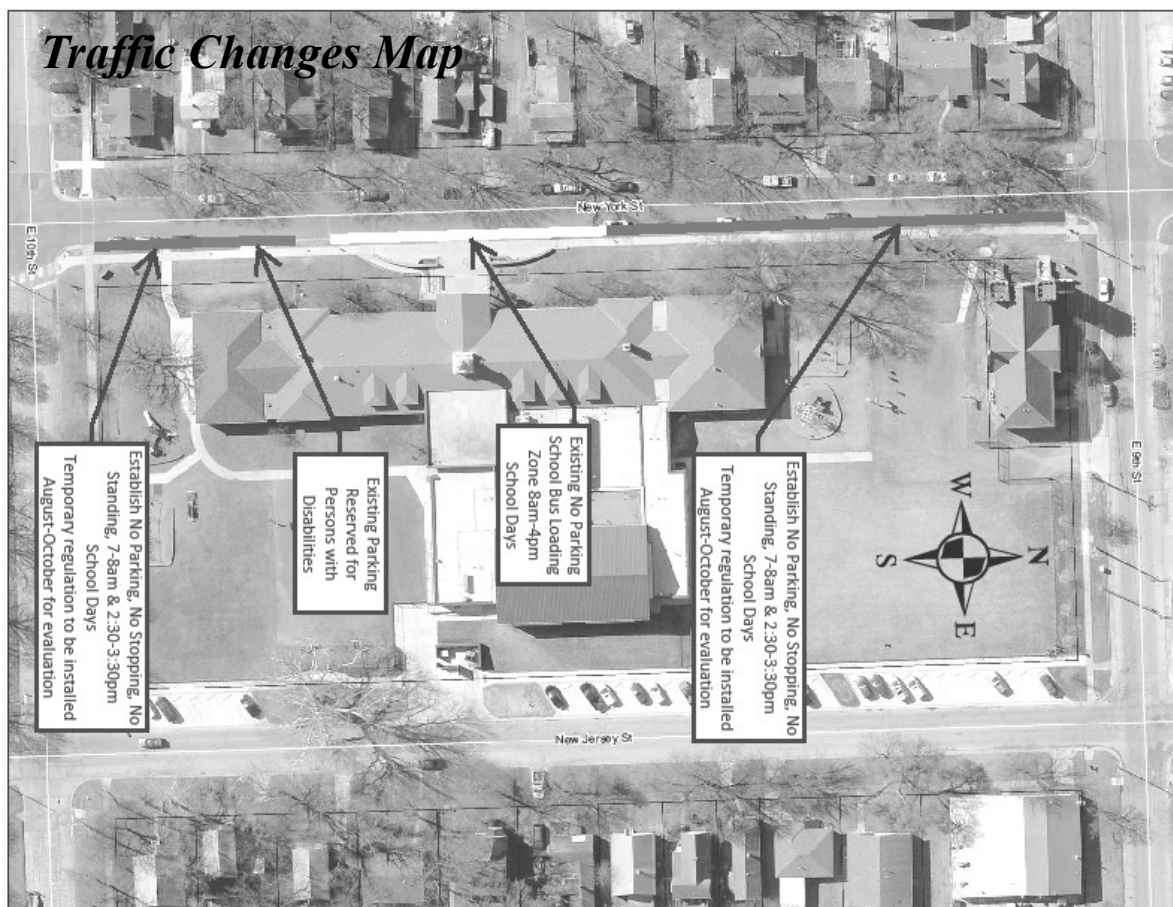 Traffic Changes Map
New York St
E 10th St
E 9th St
Establish No Parking, No Stopping, No
Standing, 7-8am & 2:30-3:30pm
School Days
Temporary regulation to be installed
August-October for evaluation
Existing Parking
Reserved for
Persons with
Disabilities
Existing No Parking
School Bus Loading
Zone 8am-4pm
School Days
Establish No Parking, No Stopping, No
Standing, 7-8am & 2:30-3:30pm
School Days
Temporary regulation to be installed
August-October for evaluation
W
N
S
E
New Jersey St